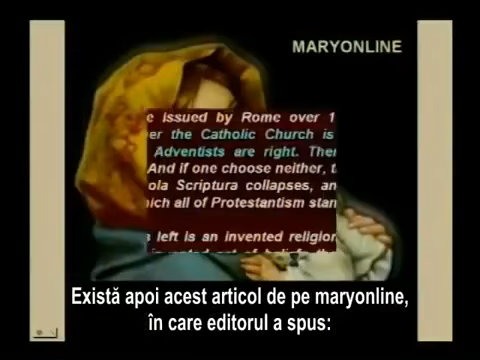 MARYONLINE
e issued by Rome over 1
er the Catholic Church is
Adventists are right. Ther
And if one choose neither, t
ola Scriptura collapses, an
hich all of Protestantism stan
s left is an invented religion
Există apoi acest articol de pe maryonline,
în care editorul a spus: